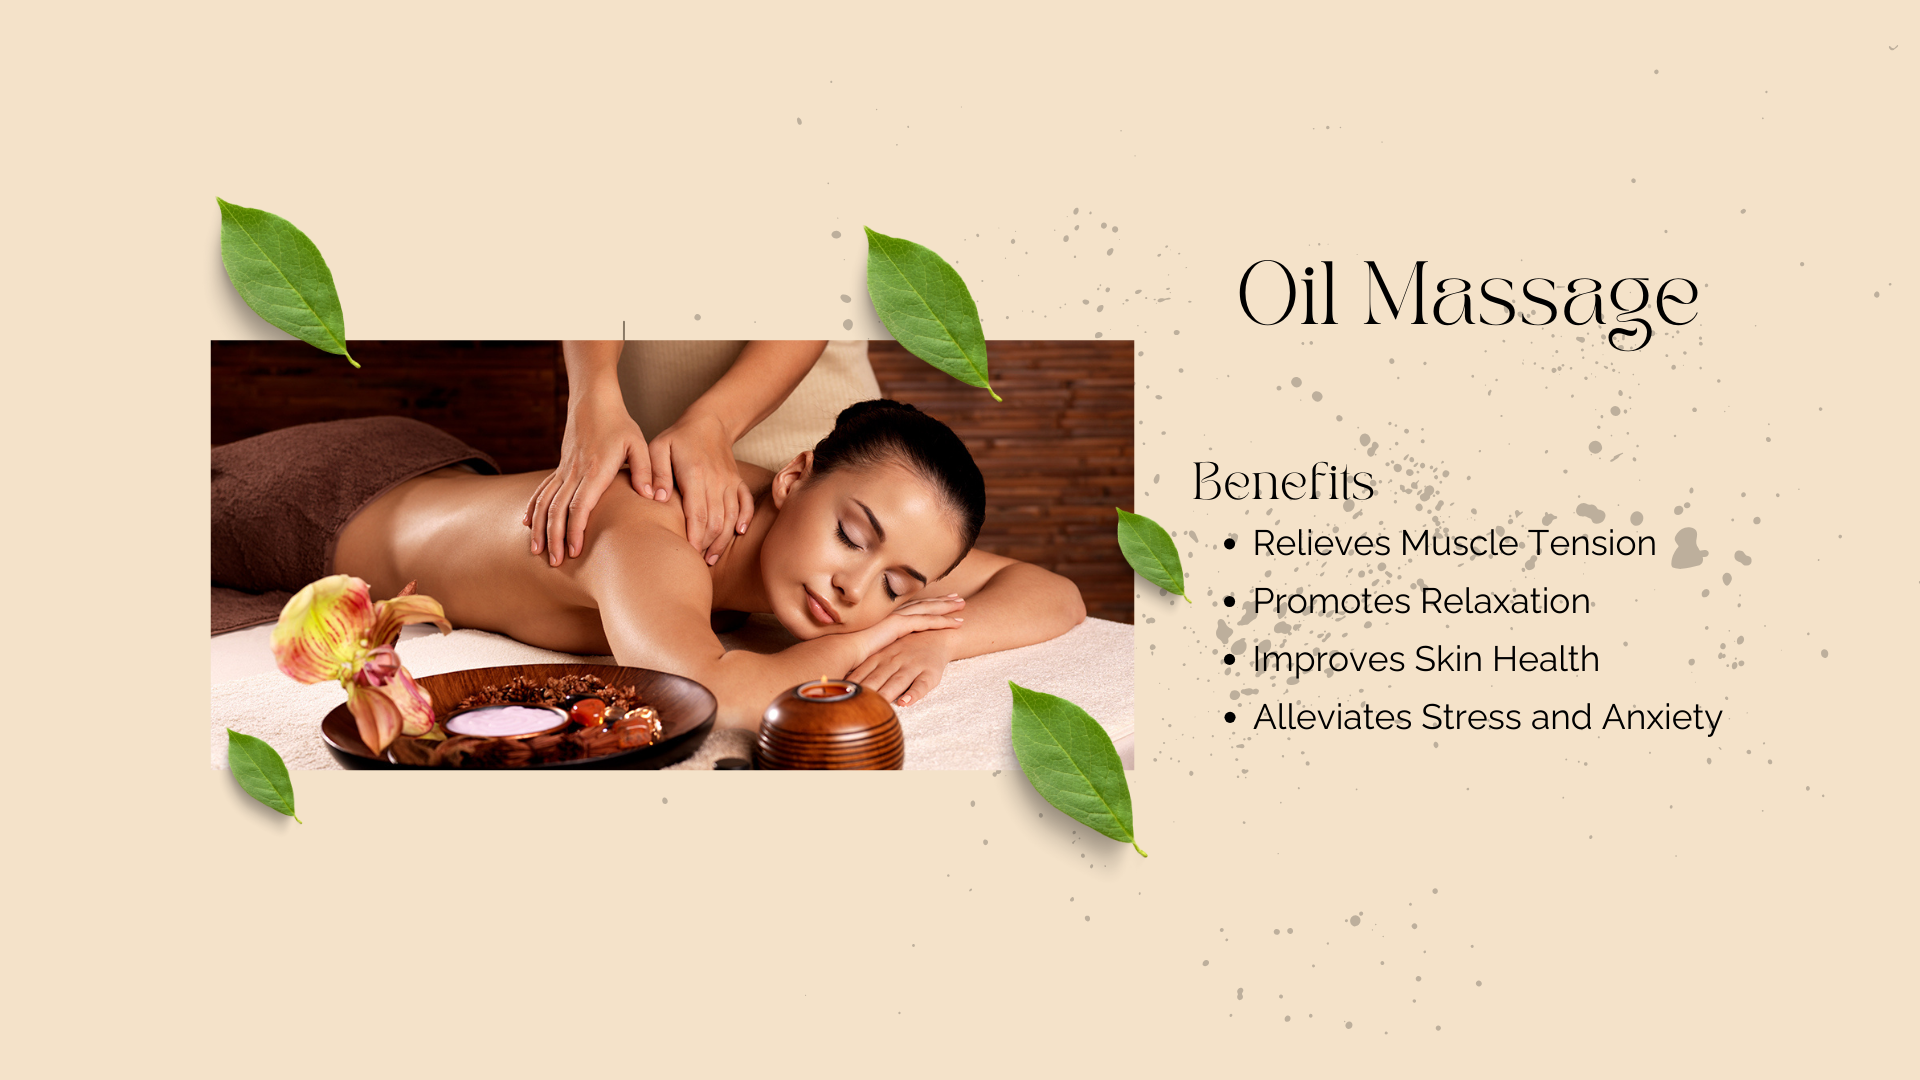 Oil Massage
Benefits
• Relieves Muscle Tension
• Promotes Relaxation
• Improves Skin Health
• Alleviates Stress and Anxiety